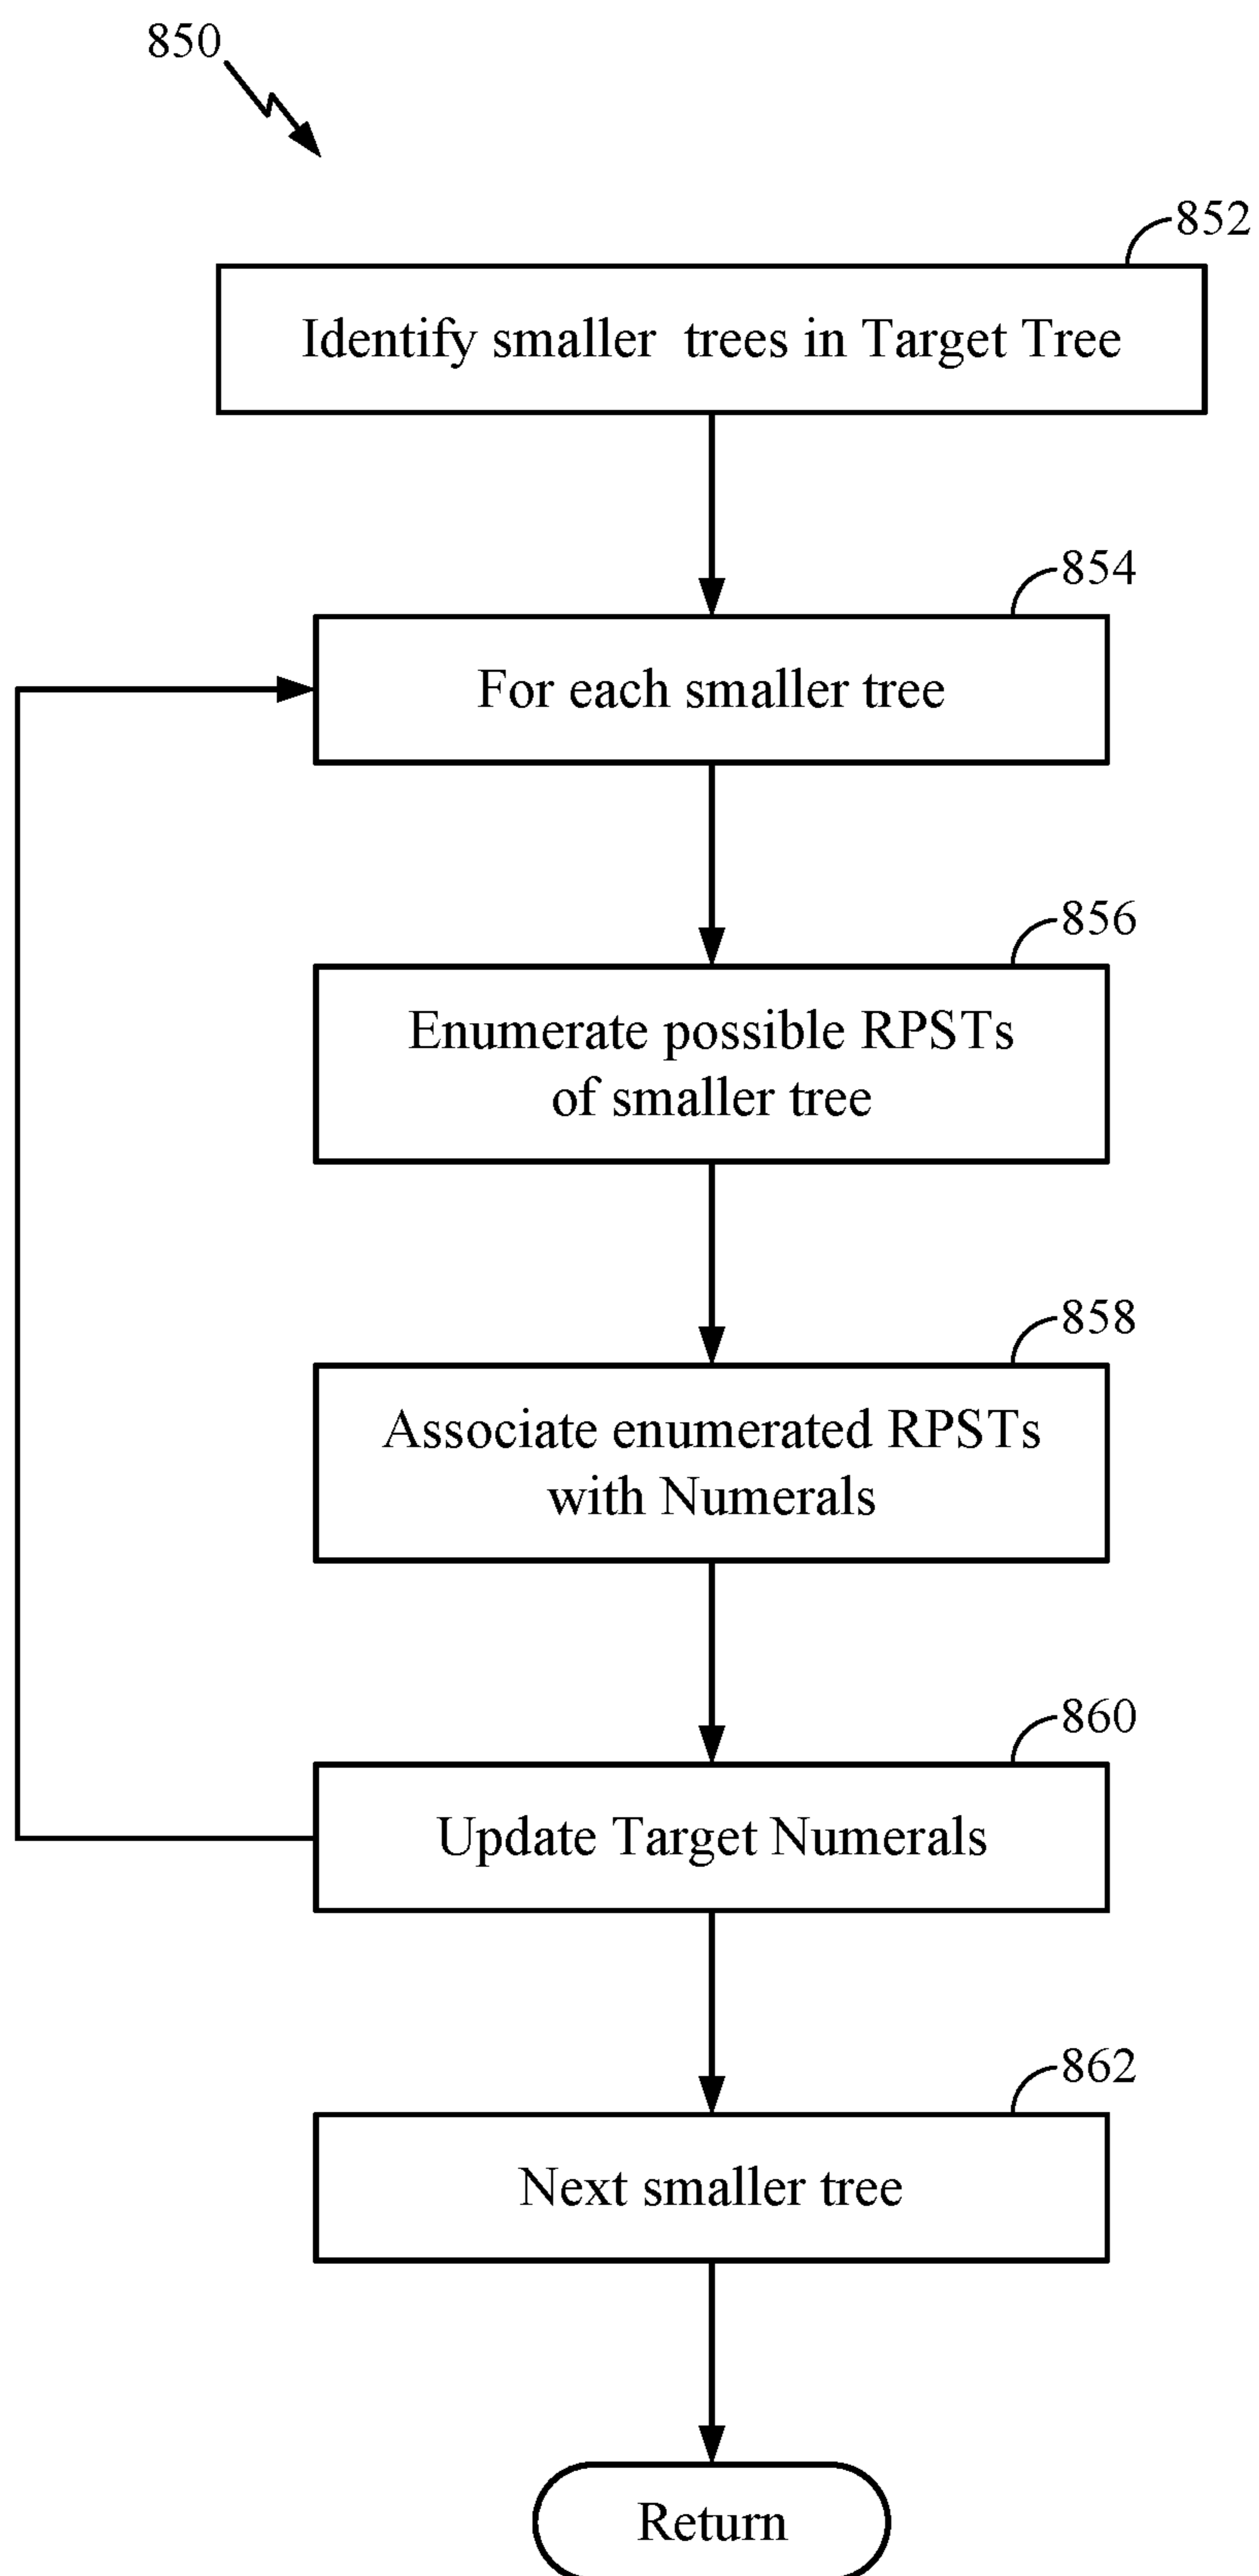 850
852
Identify smaller trees in Target Tree
854
For each smaller tree
856
Enumerate possible RPSTs
of smaller tree
858
Associate enumerated RPSTs
with Numerals
860
Update Target Numerals
862
Next smaller tree
Return